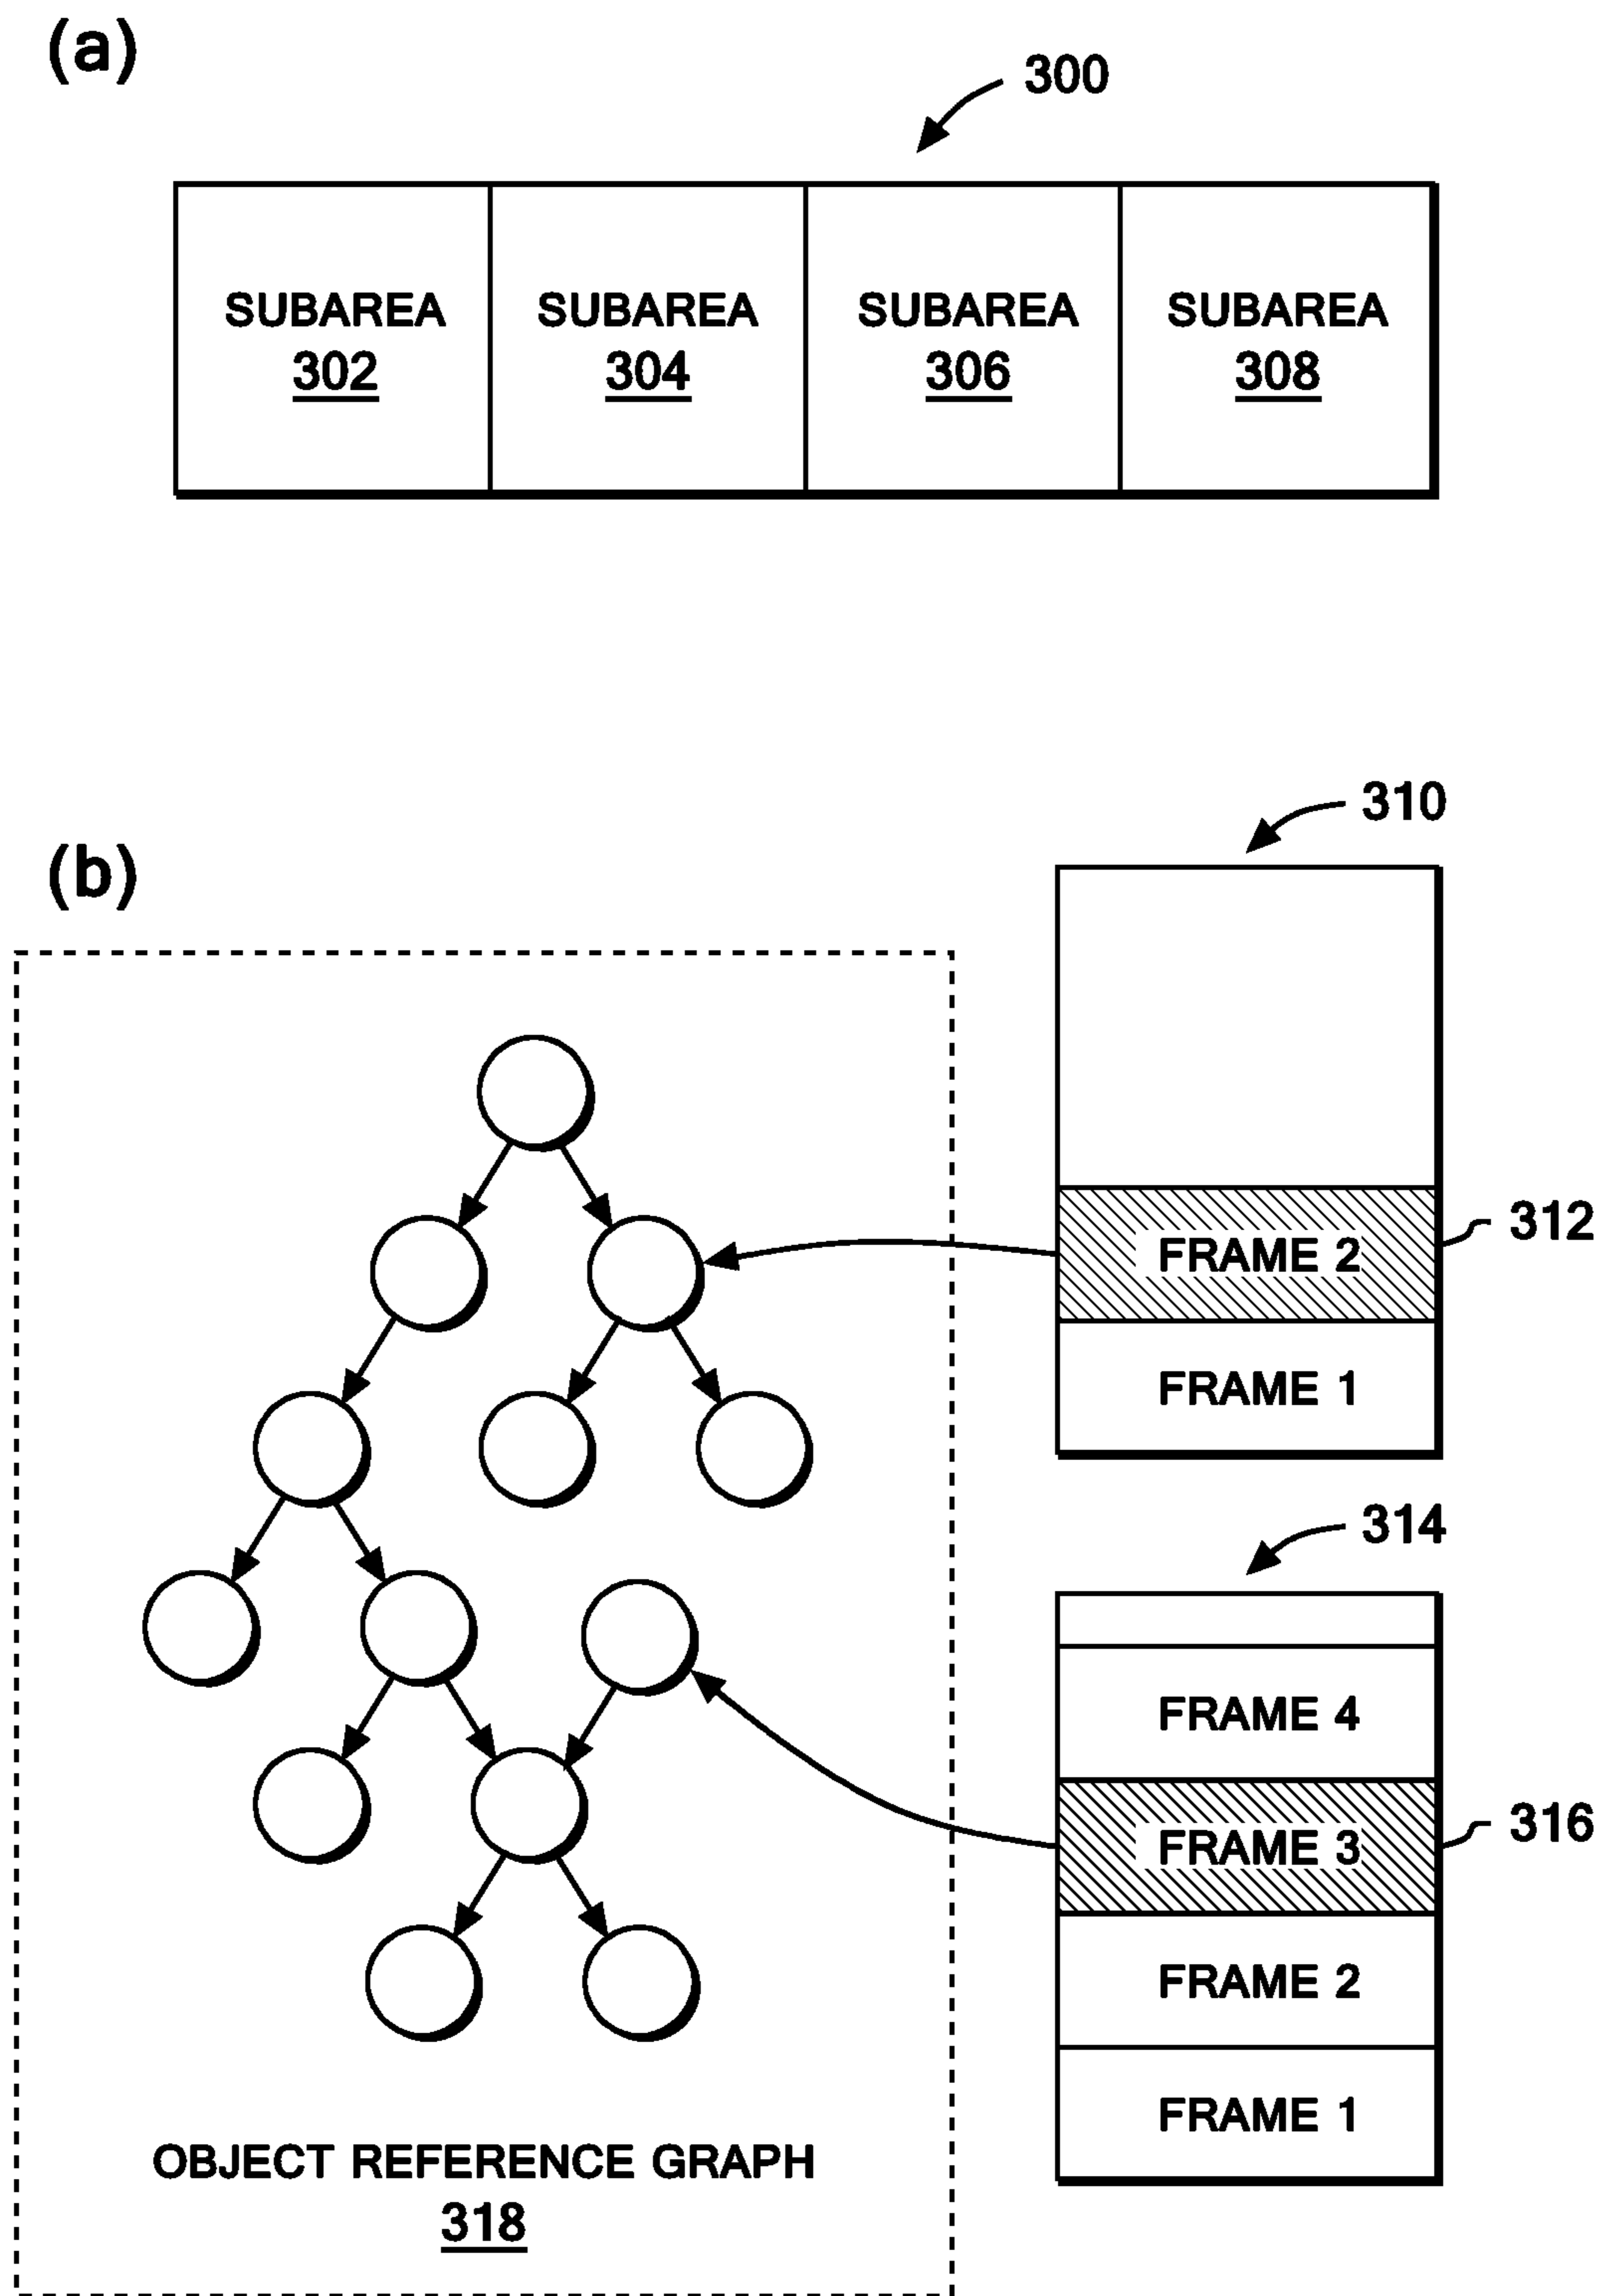 (a)
300
SUBAREA SUBAREA SUBAREA SUBAREA
302 304 306 308
310
(b)
312
FRAME 2
FRAME 1
314
FRAME 4
316
FRAME 3
FRAME 2
FRAME 1
OBJECT REFERENCE GRAPH
318